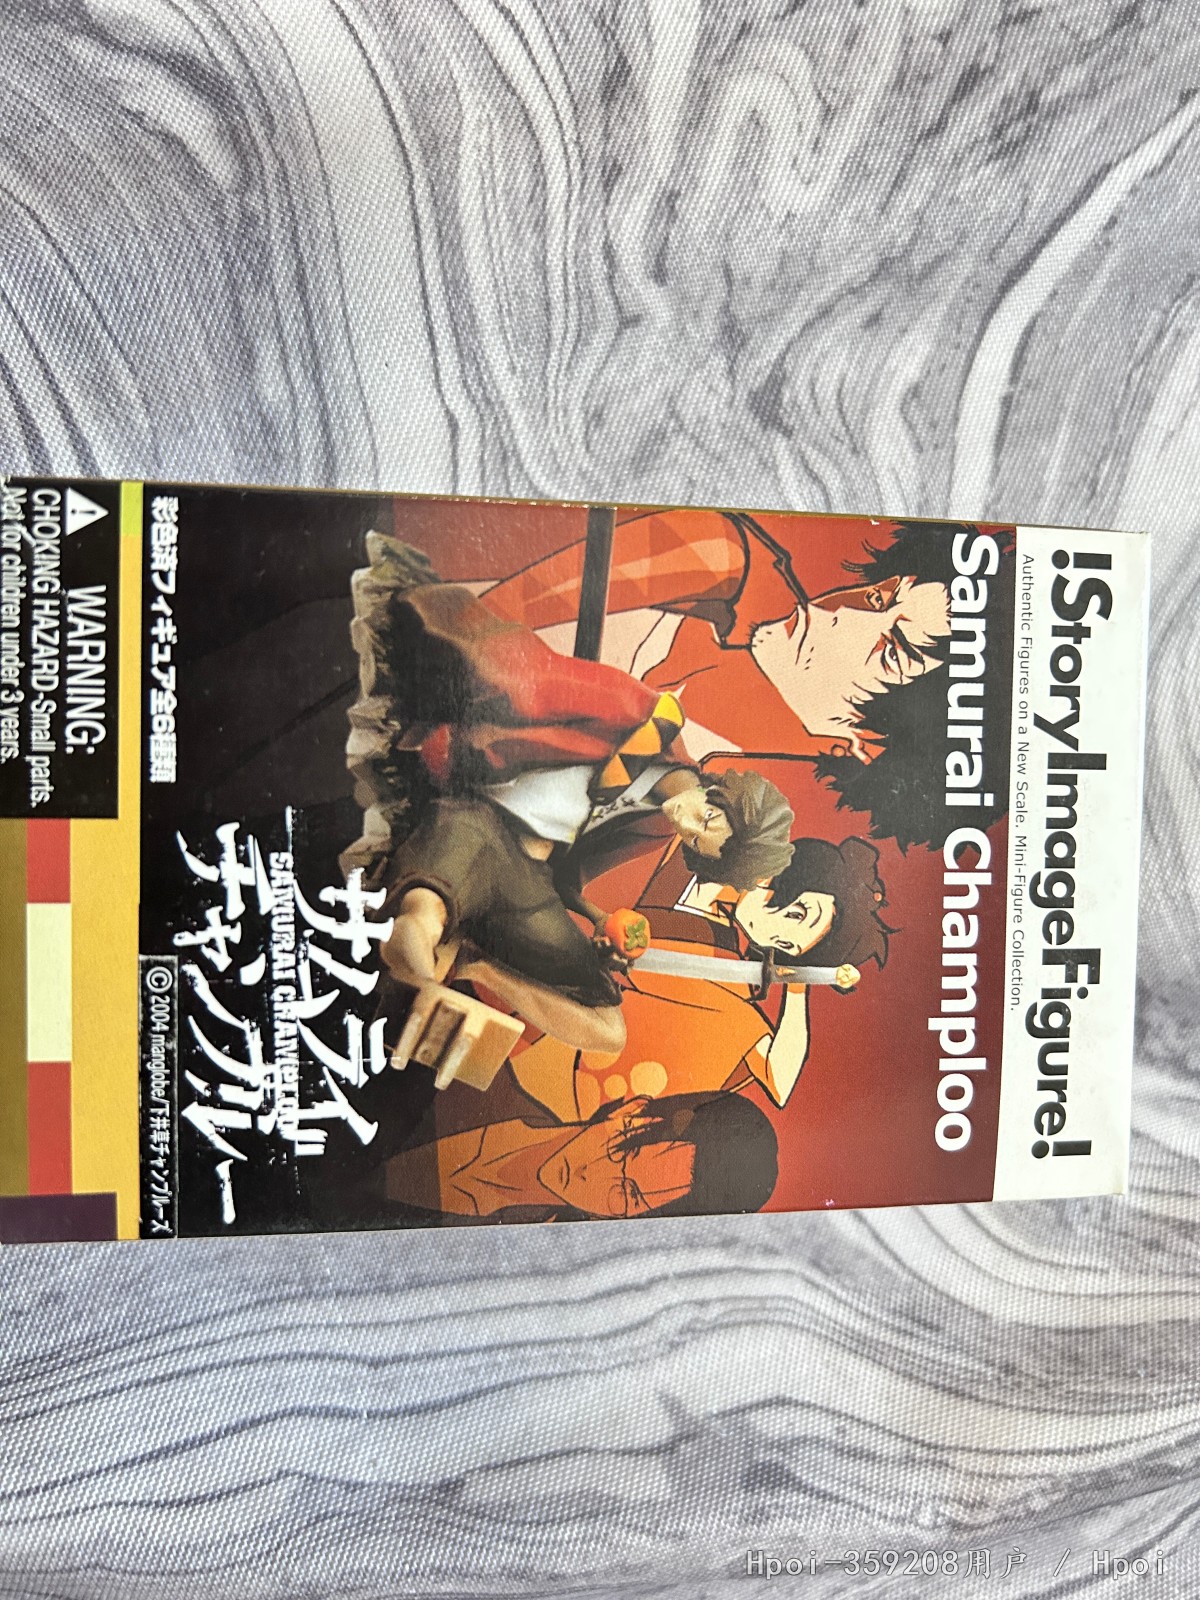 !StoryImageFigure!
Authentic Figures on a New Scale. Mini-Figure Collection.
Samurai Champloo
サムライ
SAMURAI CHAMPLOO
チャンプルー
彩色済フィギュア全6種類
©2004 manglobe/下井草チャンプルーズ
WARNING:
CHOKING HAZARD-Small parts.
Not for children under 3 years.
Hpoi-359208用户 / Hpoi